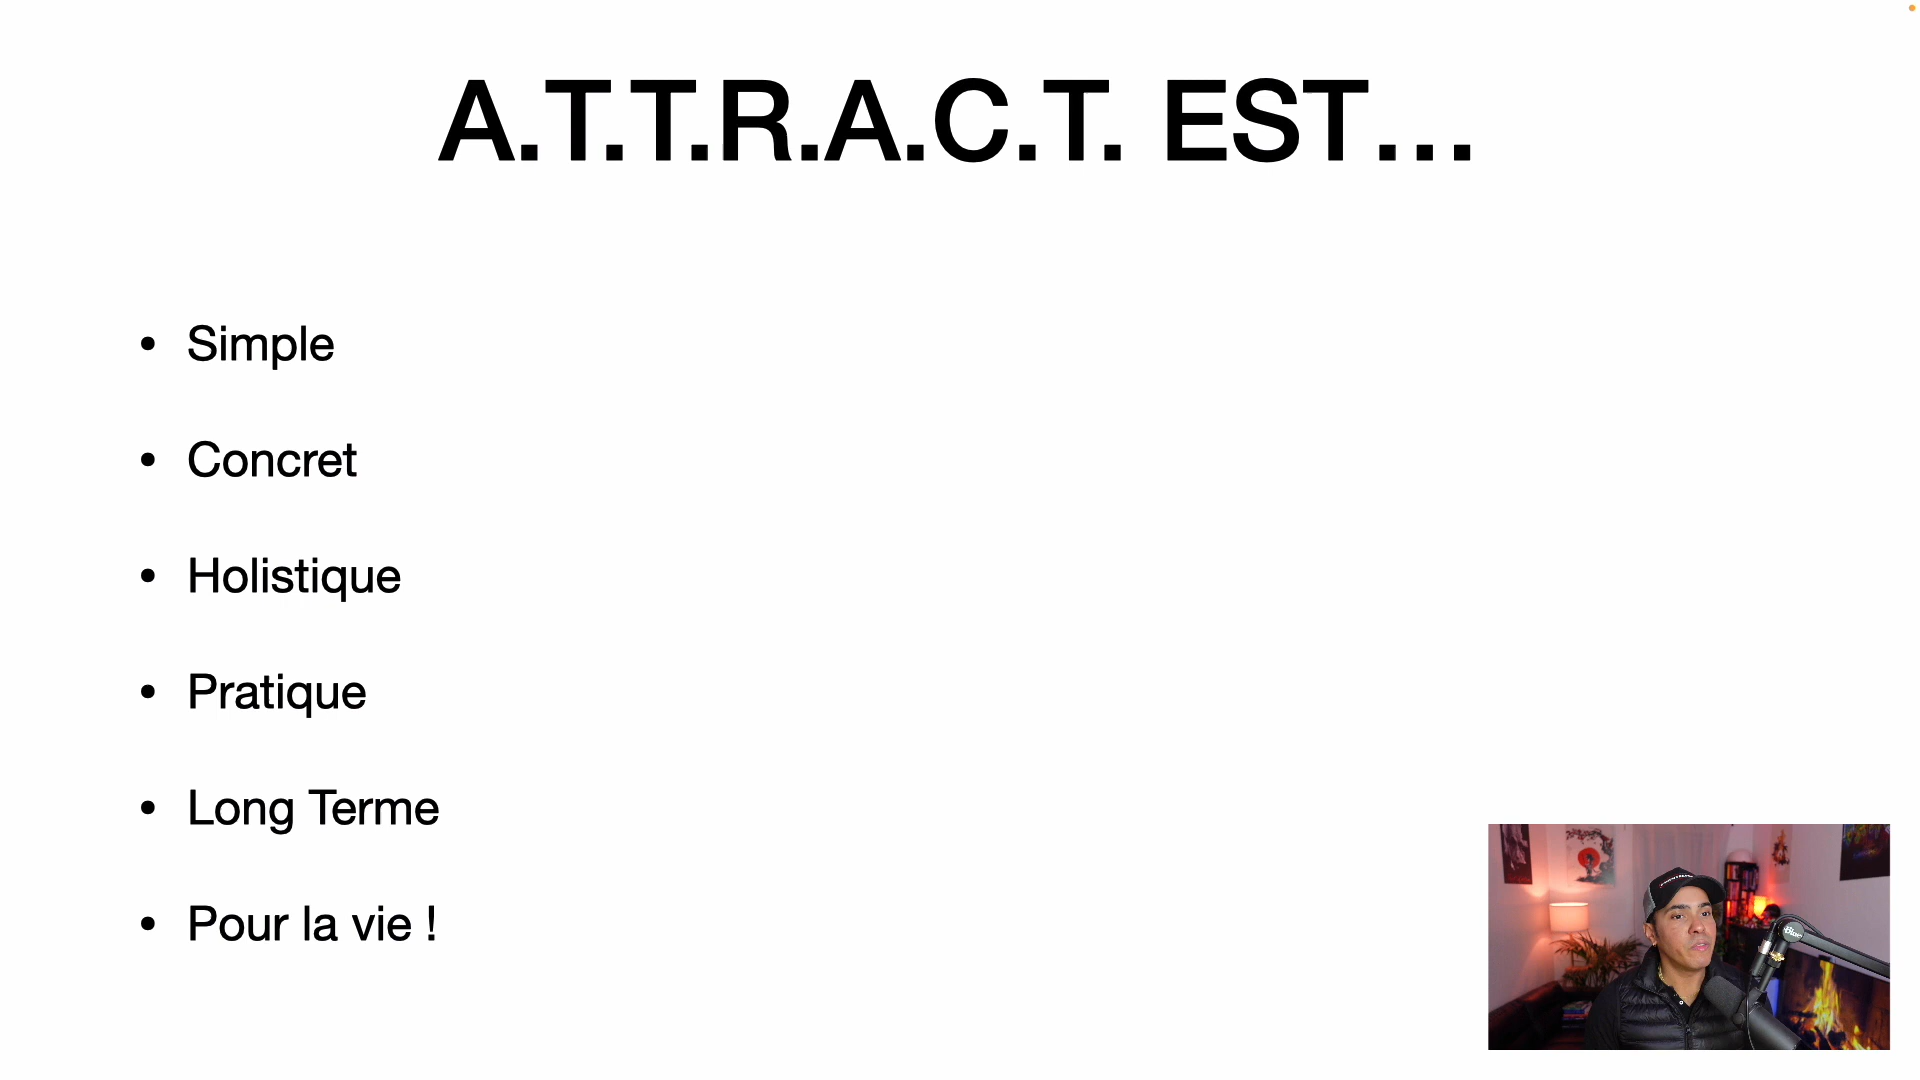 A.T.T.R.A.C.T. EST…
• Simple
• Concret
• Holistique
• Pratique
• Long Terme
• Pour la vie !